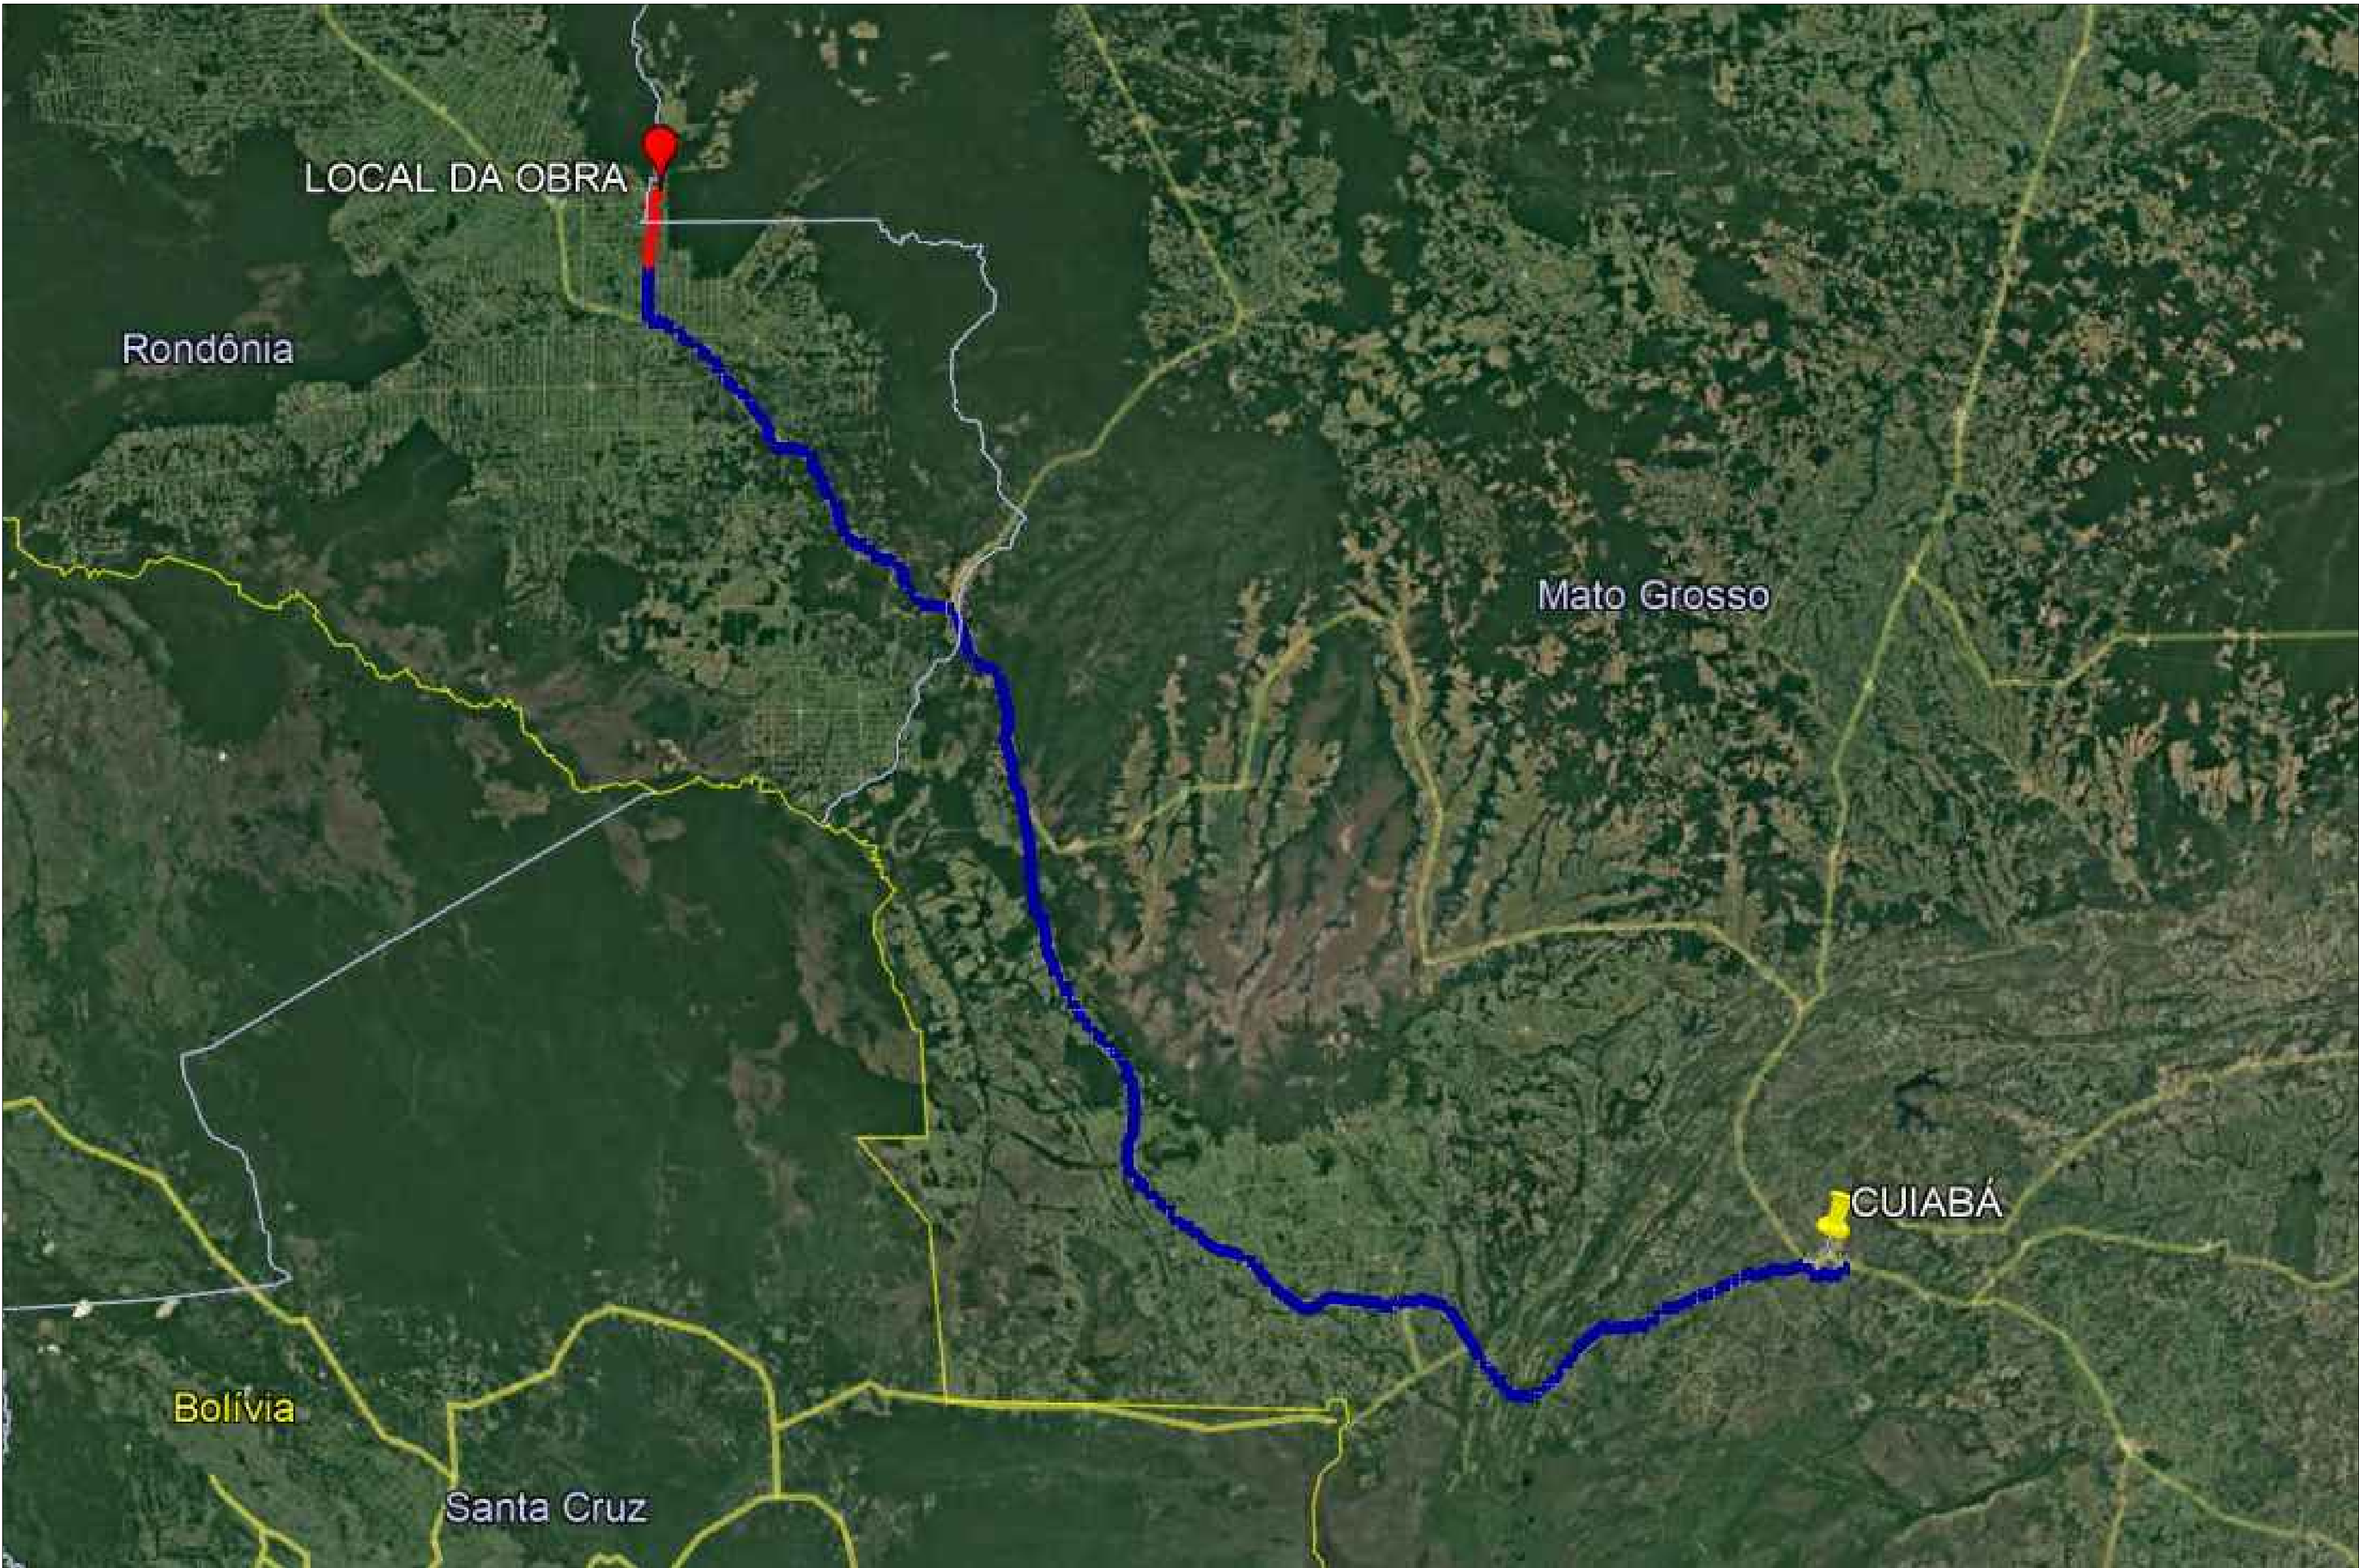 LOCAL DA OBRA
Rondônia
Mato Grosso
CUIABÁ
Bolívia
Santa Cruz